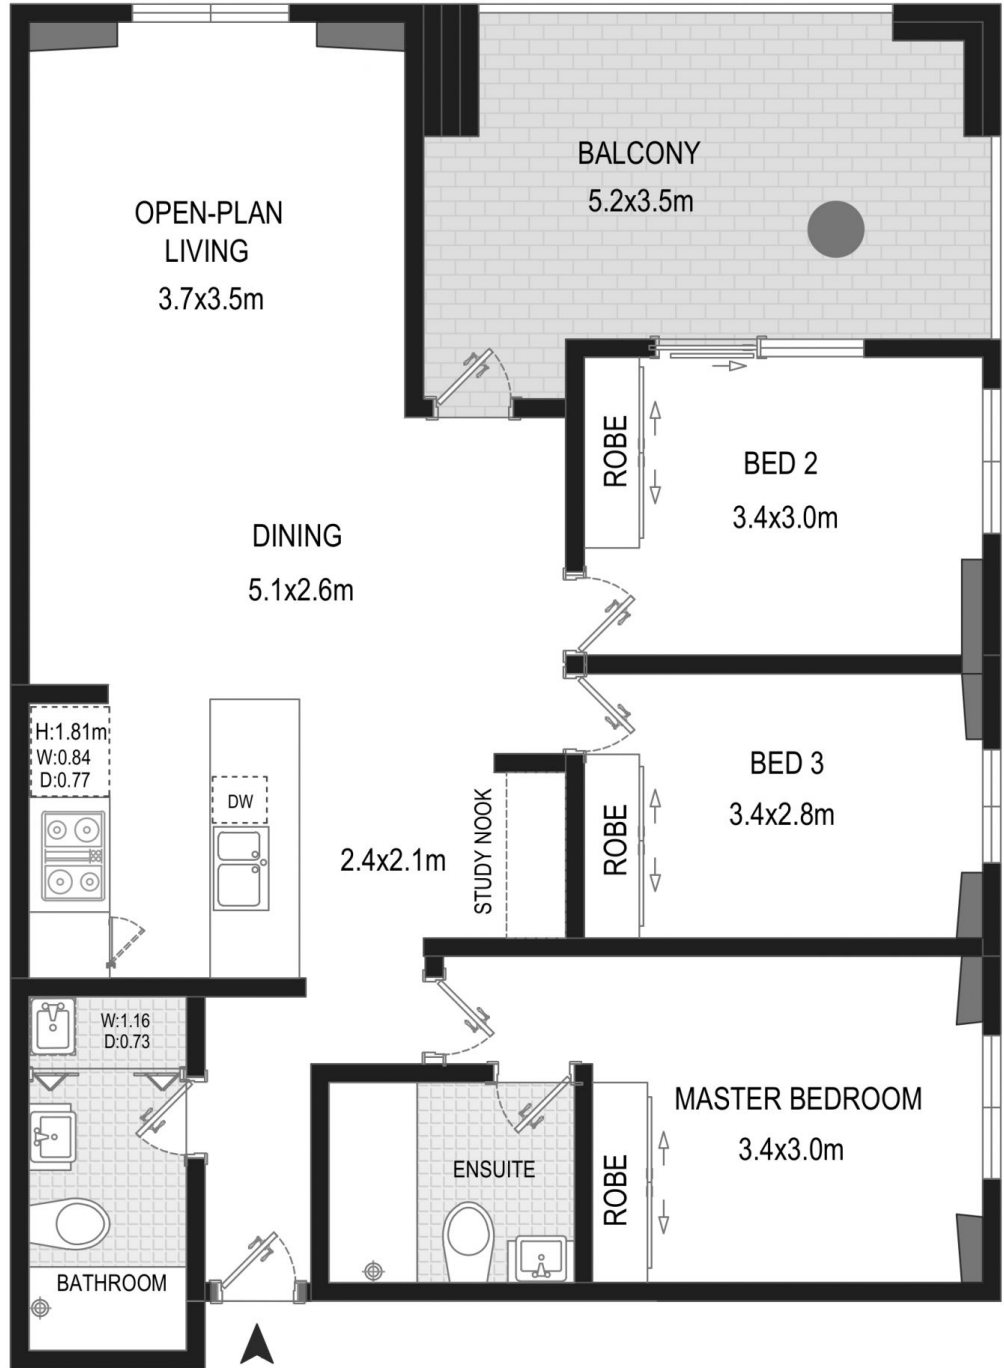 BALCONY
5.2x3.5m
OPEN-PLAN
LIVING
3.7x3.5m
ROBE
BED 2
3.4x3.0m
DINING
5.1x2.6m
H:1.81m
W:0.84
D:0.77
DW
2.4x2.1m
STUDY NOOK
ROBE
BED 3
3.4x2.8m
W:1.16
D:0.73
MASTER BEDROOM
3.4x3.0m
ENSUITE
ROBE
BATHROOM